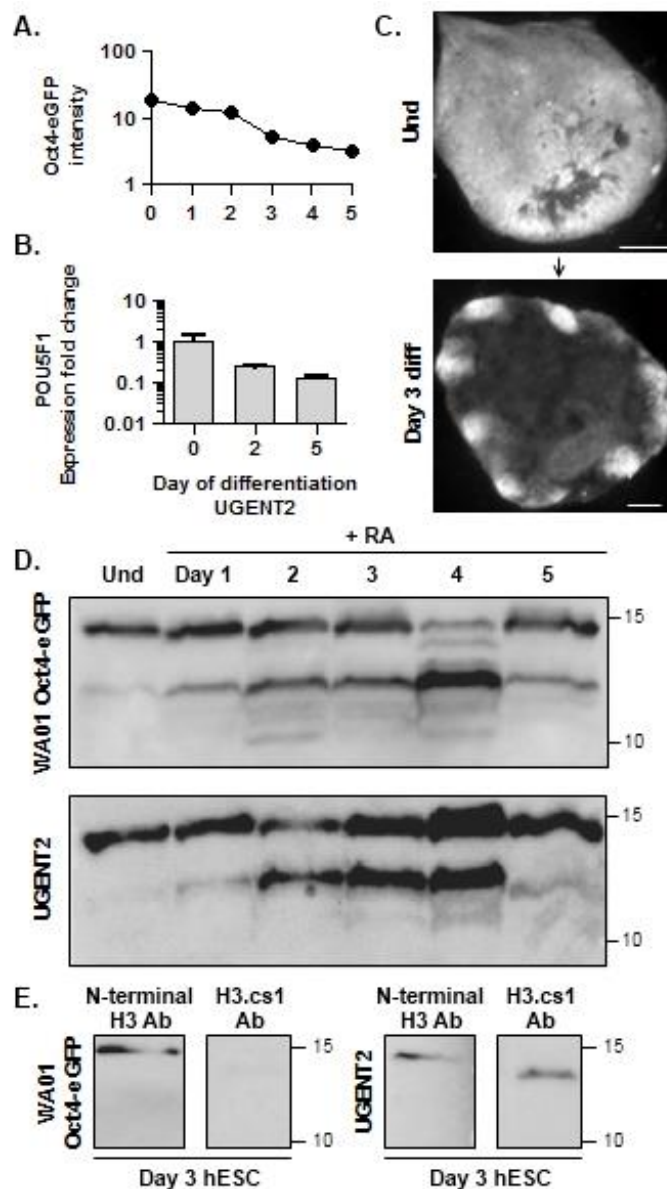 A.
100
10
1
Oct4-eGFP
intensity
0 1 2 3 4 5
B.
10
1
0.1
0.01
POU5F1
Expression fold change
0 2 5
Day of differentiation
UGENT2
C.
Und
Day 3 diff
+ RA
D.
Und Day 1 2 3 4 5
WA01 Oct4-eGFP
15
10
UGENT2
15
10
E.
N-terminal H3.cs1
H3 Ab Ab
WA01
Oct4-eGFP
15
10
Day 3 hESC
N-terminal H3.cs1
H3 Ab Ab
UGENT2
15
10
Day 3 hESC